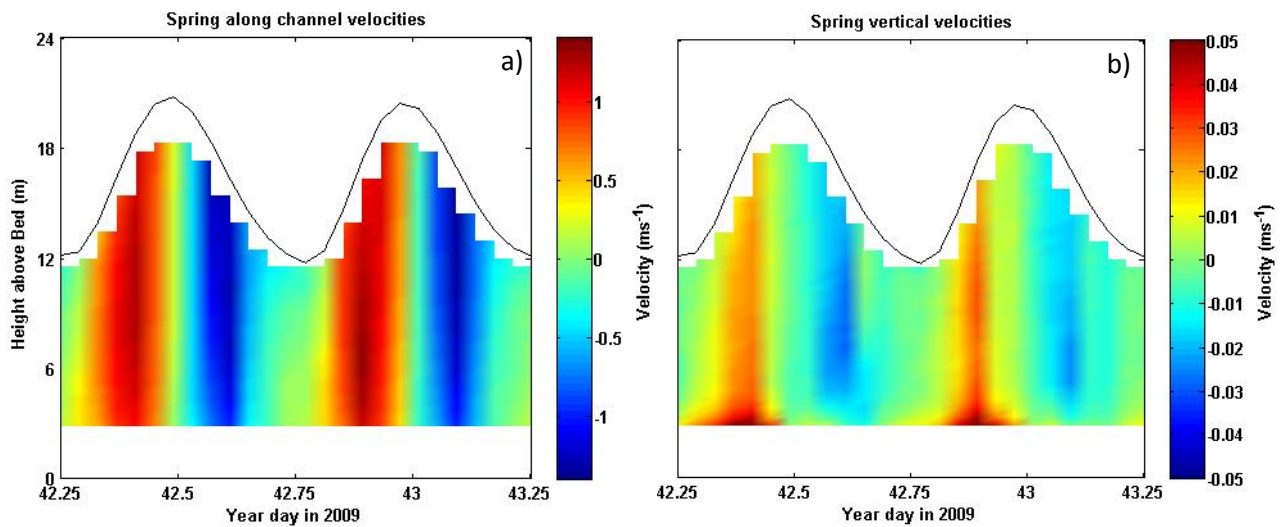 Spring along channel velocities
a)
24
18
12
6
0
Height above Bed (m)
42.25 42.5 42.75 43 43.25
Year day in 2009
1
0.5
0
-0.5
-1
Velocity (ms-1)
Spring vertical velocities
b)
42.25 42.5 42.75 43 43.25
Year day in 2009
0.05
0.04
0.03
0.02
0.01
0
-0.01
-0.02
-0.03
-0.04
-0.05
Velocity (ms-1)